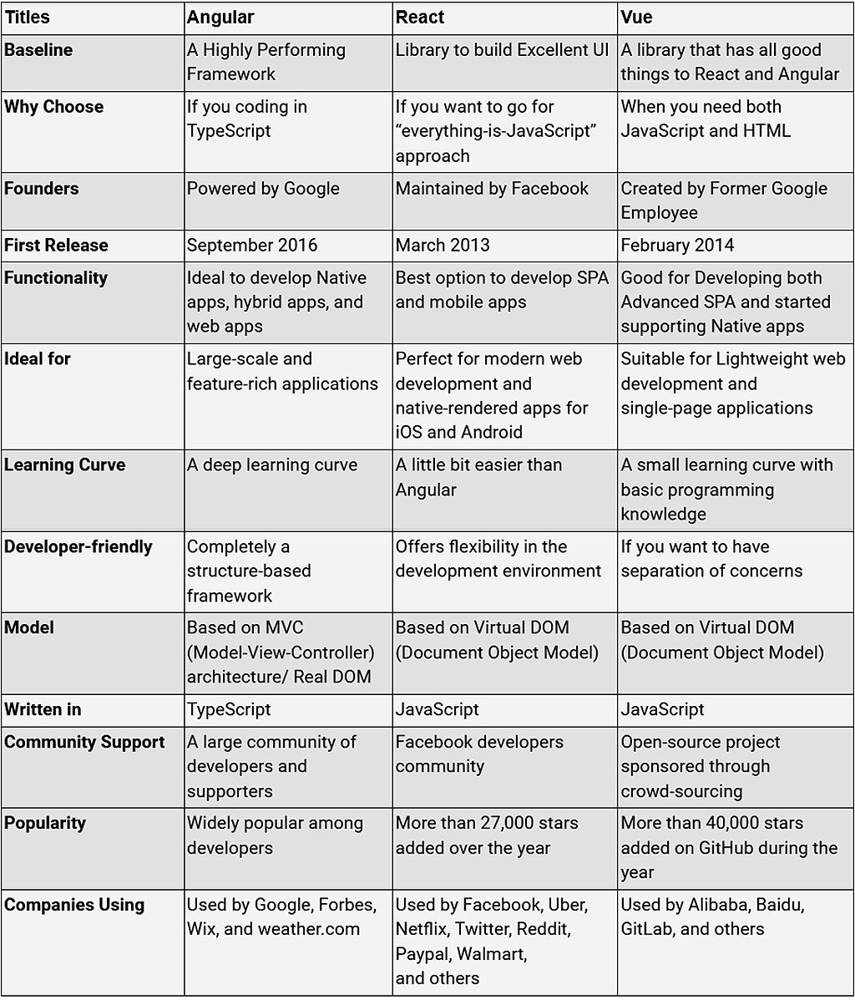 Titles
Angular
React
Vue
Baseline
A Highly Performing
Framework
Library to build Excellent UI
A library that has all good
things to React and Angular
Why Choose
If you coding in
TypeScript
If you want to go for
“everything-is-JavaScript”
approach
When you need both
JavaScript and HTML
Founders
Powered by Google
Maintained by Facebook
Created by Former Google
Employee
First Release
September 2016
March 2013
February 2014
Functionality
Ideal to develop Native
apps, hybrid apps, and
web apps
Best option to develop SPA
and mobile apps
Good for Developing both
Advanced SPA and started
supporting Native apps
Ideal for
Large-scale and
feature-rich applications
Perfect for modern web
development and
native-rendered apps for
iOS and Android
Suitable for Lightweight web
development and
single-page applications
Learning Curve
A deep learning curve
A little bit easier than
Angular
A small learning curve with
basic programming
knowledge
Developer-friendly
Completely a
structure-based
framework
Offers flexibility in the
development environment
If you want to have
separation of concerns
Model
Based on MVC
(Model-View-Controller)
architecture/ Real DOM
Based on Virtual DOM
(Document Object Model)
Based on Virtual DOM
(Document Object Model)
Written in
TypeScript
JavaScript
JavaScript
Community Support
A large community of
developers and
supporters
Facebook developers
community
Open-source project
sponsored through
crowd-sourcing
Popularity
Widely popular among
developers
More than 27,000 stars
added over the year
More than 40,000 stars
added on GitHub during the
year
Companies Using
Used by Google, Forbes,
Wix, and weather.com
Used by Facebook, Uber,
Netflix, Twitter, Reddit,
Paypal, Walmart,
and others
Used by Alibaba, Baidu,
GitLab, and others